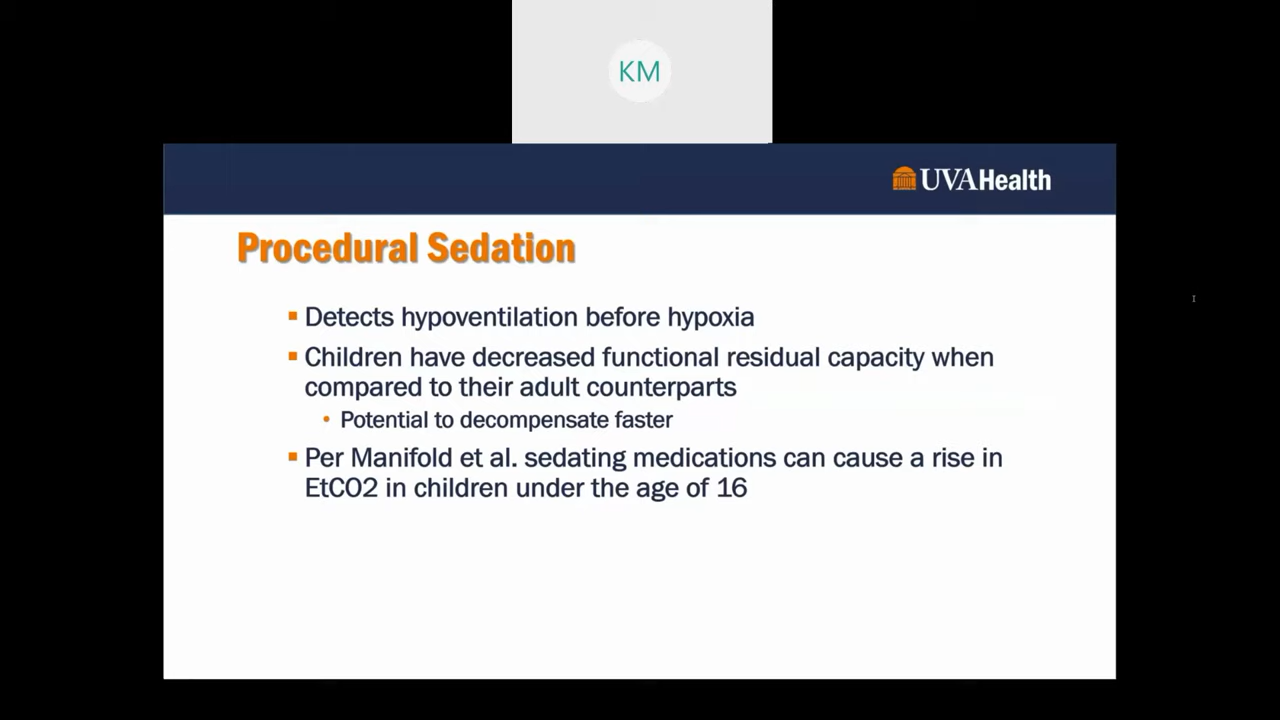 KM
UVAHealth
Procedural Sedation
Detects hypoventilation before hypoxia
Children have decreased functional residual capacity when
compared to their adult counterparts
Potential to decompensate faster
Per Manifold et al. sedating medications can cause a rise in
EtCO2 in children under the age of 16